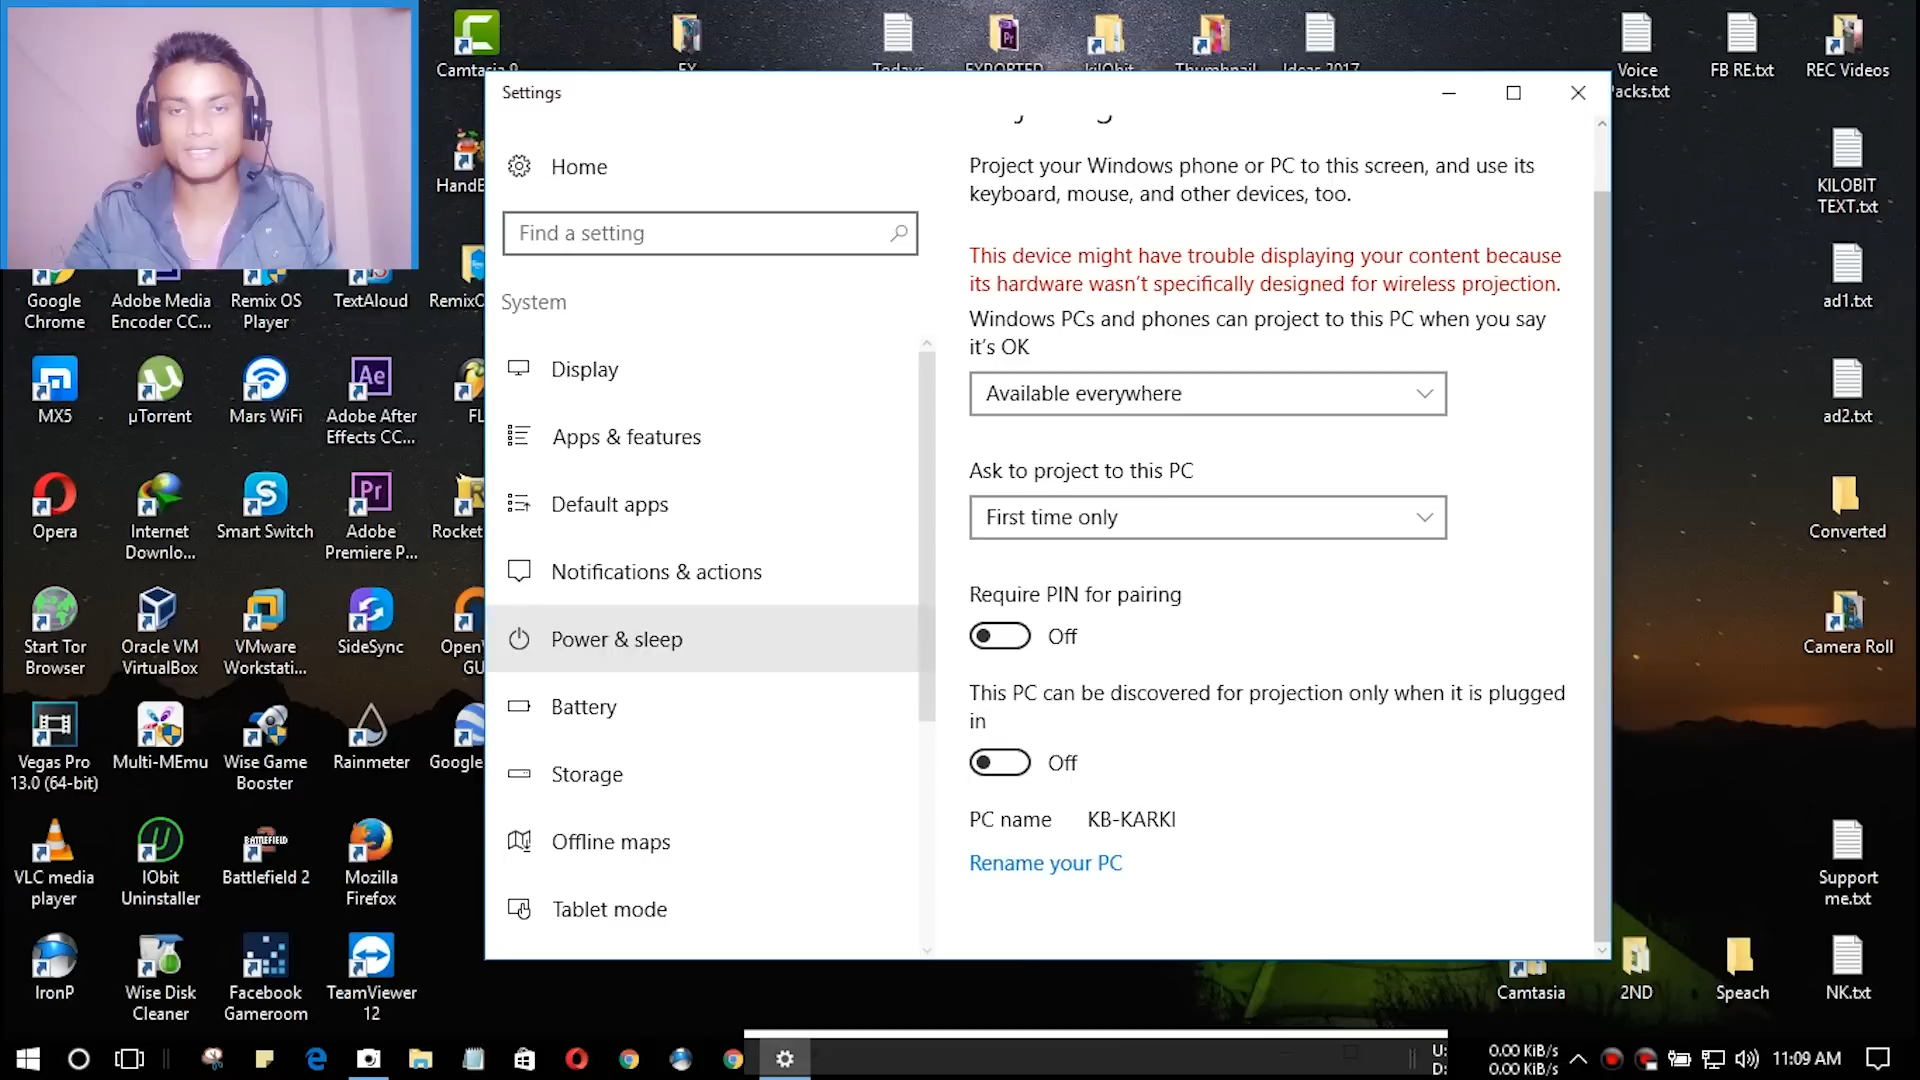 Camtasia 9
Voice
Packs.txt
FB RE.txt
REC Videos
Settings
Home
Find a setting
System
Display
Apps & features
Default apps
Notifications & actions
Power & sleep
Battery
Storage
Offline maps
Tablet mode
Project your Windows phone or PC to this screen, and use its
keyboard, mouse, and other devices, too.
This device might have trouble displaying your content because
its hardware wasn't specifically designed for wireless projection.
Windows PCs and phones can project to this PC when you say
it's OK
Available everywhere
Ask to project to this PC
First time only
Require PIN for pairing
Off
This PC can be discovered for projection only when it is plugged
in
Off
PC name KB-KARKI
Rename your PC
HandB
Google
Chrome
Adobe Media
Encoder CC...
Remix OS
Player
TextAloud
RemixO
MX5
µTorrent
Mars WiFi
Adobe After
Effects CC...
FL
Opera
Internet
Downlo...
Smart Switch
Adobe
Premiere P...
Rocket
Start Tor
Browser
Oracle VM
VirtualBox
VMware
Workstati...
SideSync
Open
GU
Vegas Pro
13.0 (64-bit)
Multi-MEmu
Wise Game
Booster
Rainmeter
Google
VLC media
player
IObit
Uninstaller
Battlefield 2
Mozilla
Firefox
IronP
Wise Disk
Cleaner
Facebook
Gameroom
TeamViewer
12
KILOBIT
TEXT.txt
ad1.txt
ad2.txt
Converted
Camera Roll
Support
me.txt
Camtasia
2ND
Speach
NK.txt
U: 0.00 KiB/s
D: 0.00 KiB/s
11:09 AM